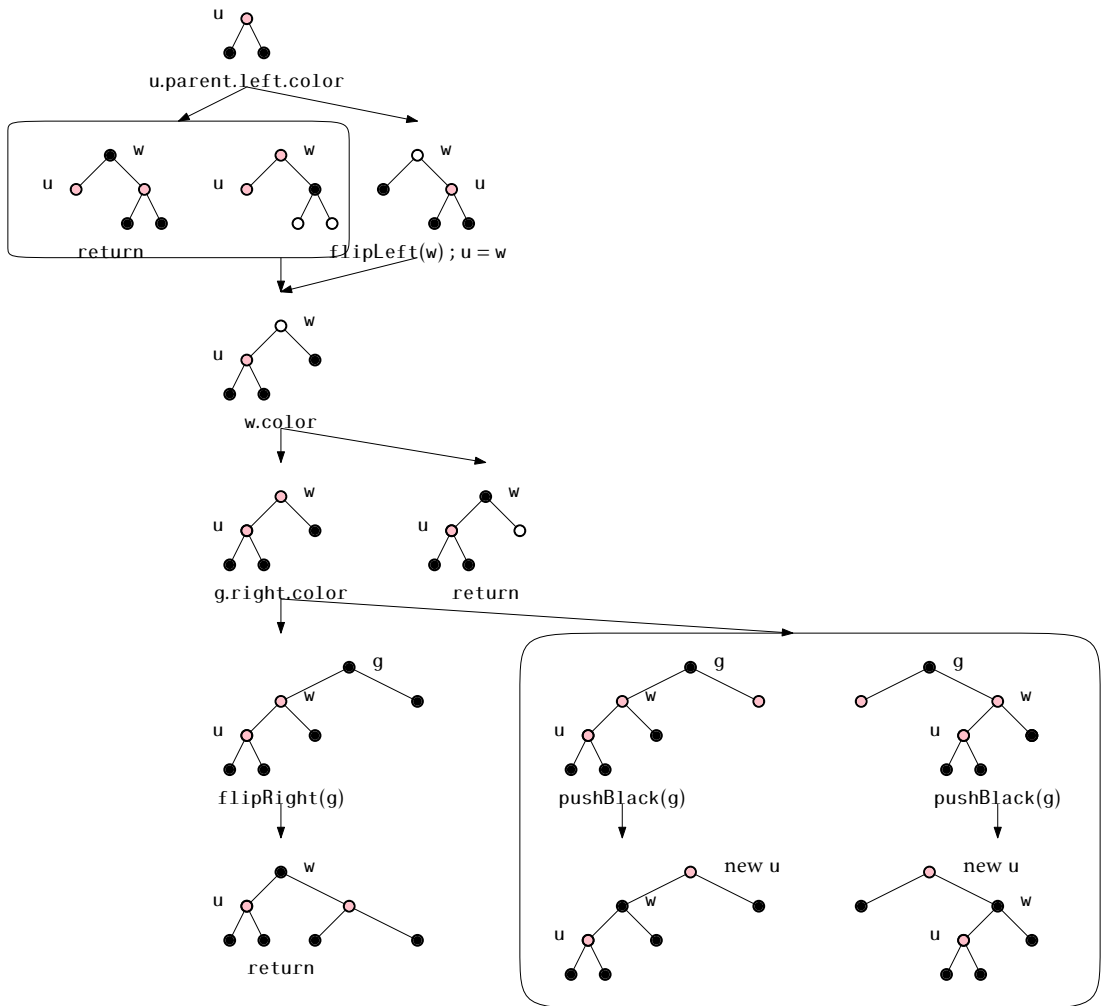 u
u.parent.left.color
w w w
u u u
return flipLeft(w) ; u = w
w
u
w.color
w w
u u
g.right.color return
g g g
w w w
u u u
flipRight(g) pushBlack(g) pushBlack(g)
w new u new u
u w w
u u
return